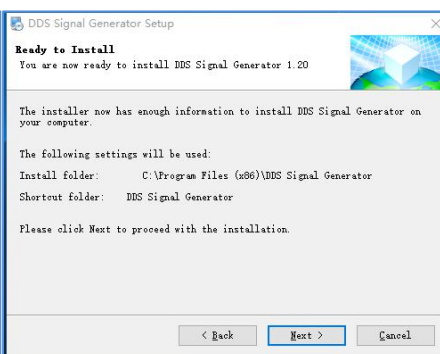 DDS Signal Generator Setup
Ready to Install
You are now ready to install DDS Signal Generator 1.20
The installer now has enough information to install DDS Signal Generator on
your computer.
The following settings will be used:
Install folder: C:\Program Files (x86)\DDS Signal Generator
Shortcut folder: DDS Signal Generator
Please click Next to proceed with the installation.
< Back Next > Cancel